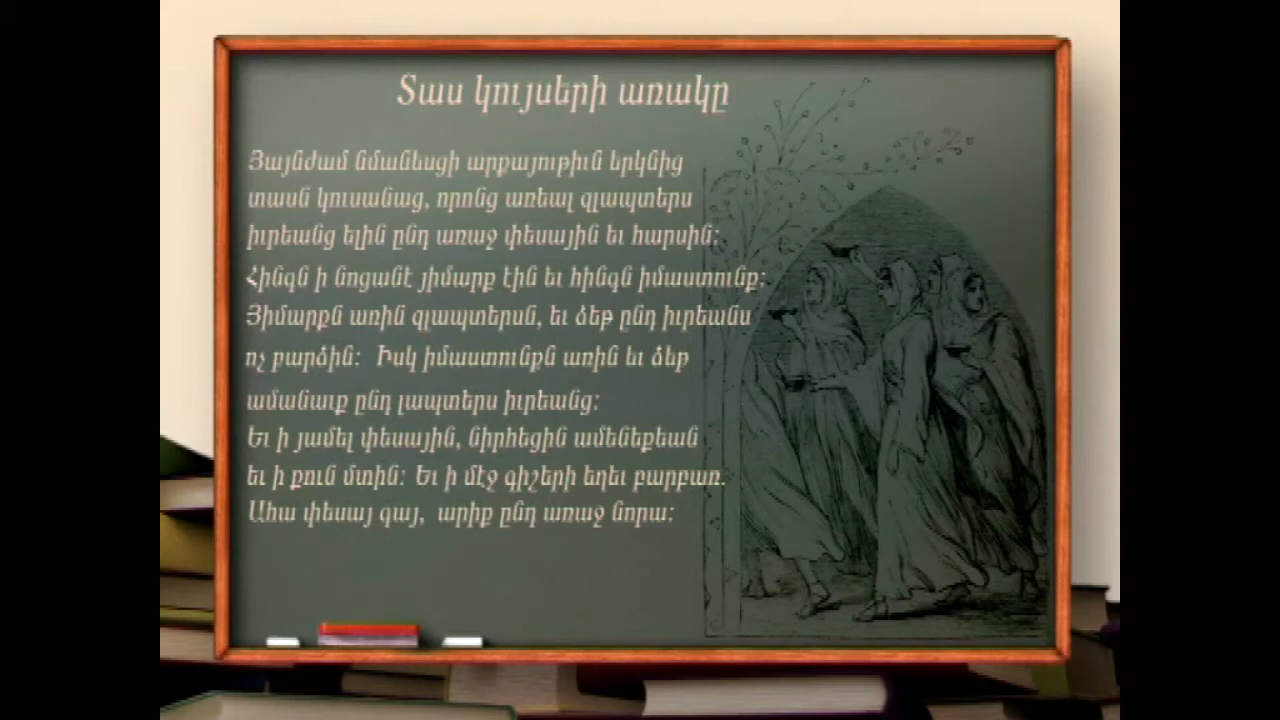 Տաս կույսերի առակը
Յայնժամ նմանեսցի արքայութիւն երկնից
տասն կուսանաց, որոնց առեալ զլապտերս
իւրեանց ելին ընդ առաջ փեսային եւ հարսին:
Հինգն ի նոցանէ յիմարք էին եւ հինգն իմաստունք:
Յիմարքն առին զլապտերսն, եւ ձեթ ընդ իւրեանս
ոչ բարձին:  Իսկ իմաստունքն առին եւ ձեթ
ամանաւք ընդ լապտերս իւրեանց:
Եւ ի յամել փեսային, նիրհեցին ամենեքեան
եւ ի քուն մտին: Եւ ի մէջ գիշերի եղեւ բարբառ.
Ահա փեսայ գայ,  արիք ընդ առաջ նորա: